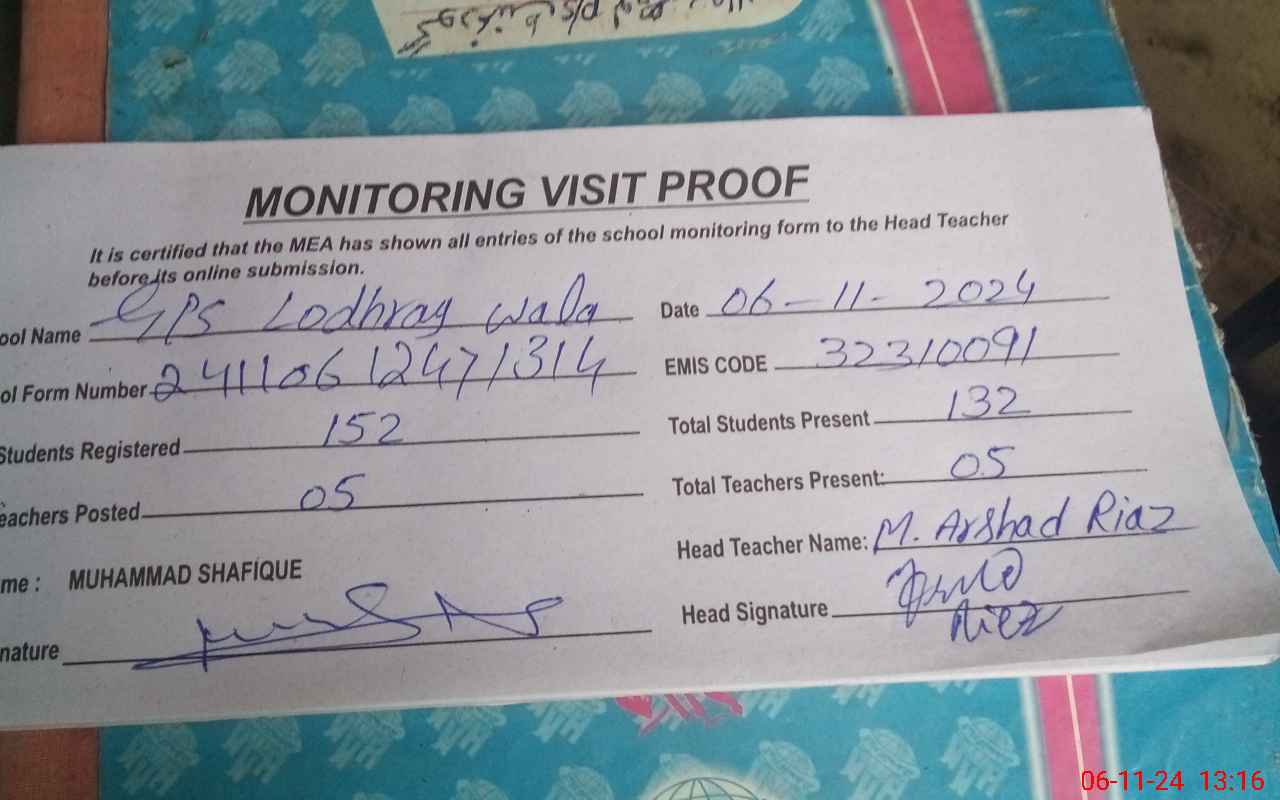 MONITORING VISIT PROOF
It is certified that the MEA has shown all entries of the school monitoring form to the Head Teacher
before its online submission.
ool Name GPS Lodhray wala Date 06-11-2024
ol Form Number 24110612471314 EMIS CODE 32310091
Students Registered 152 Total Students Present 132
eachers Posted 05 Total Teachers Present: 05
me : MUHAMMAD SHAFIQUE Head Teacher Name: M. Arshad Riaz
nature Head Signature
06-11-24 13:16